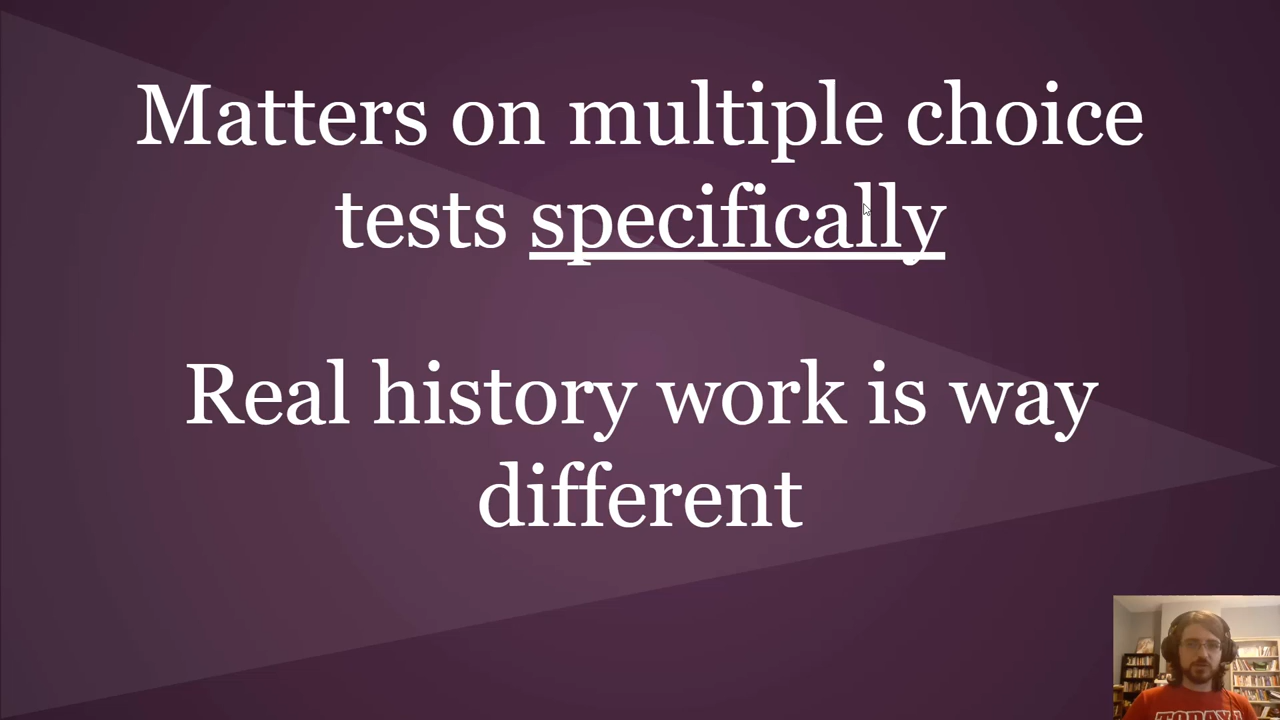 Matters on multiple choice
tests specifically
Real history work is way
different